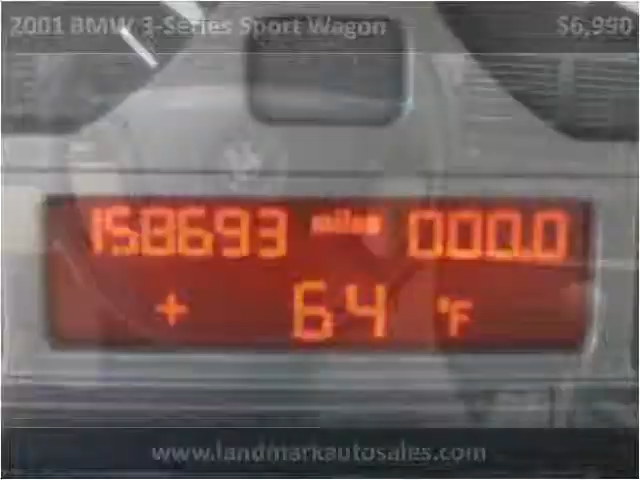 2001 BMW 3-Series Sport Wagon $6,990
158693 miles 000.0
+ 64 °F
www.landmarkautosales.com